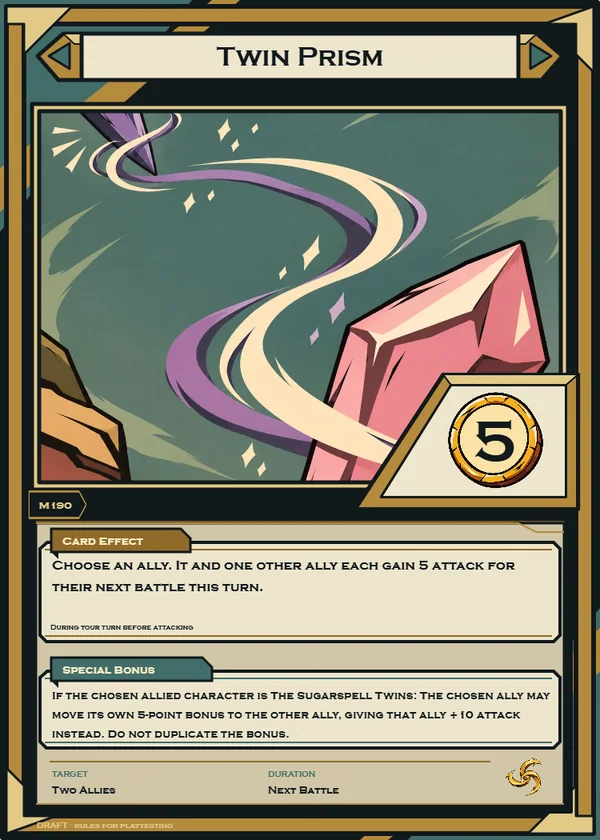 Twin Prism
5
M190
Card Effect
Choose an ally. It and one other ally each gain 5 attack for
their next battle this turn.
During your turn before attacking
Special Bonus
If the chosen allied character is The Sugarspell Twins: The chosen ally may
move its own 5-point bonus to the other ally, giving that ally +10 attack
instead. Do not duplicate the bonus.
Target
Duration
Two Allies
Next Battle
DRAFT · Rules for playtesting